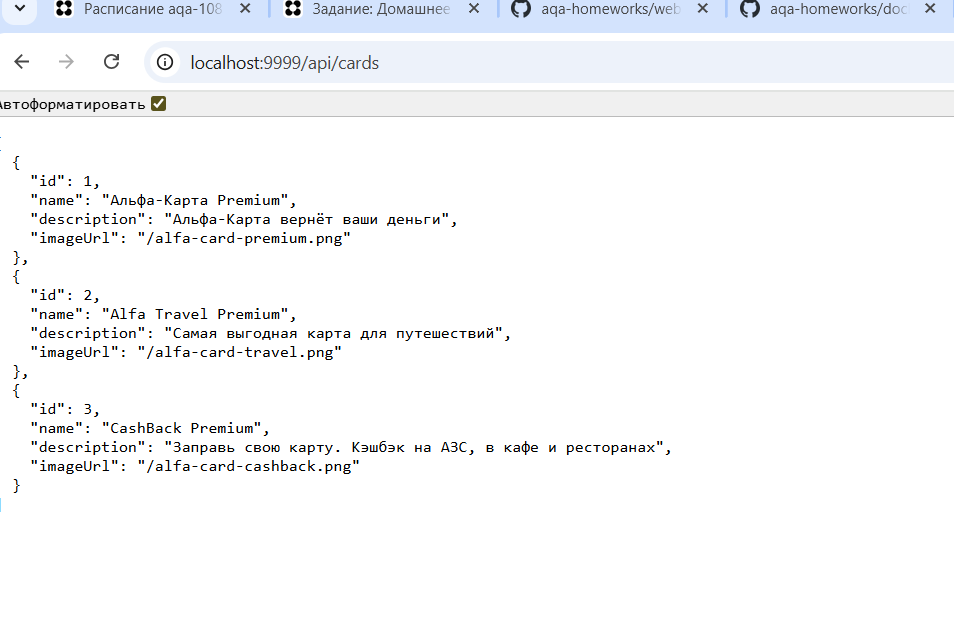 Расписание aqa-108
Задание: Домашнее
aqa-homeworks/web
aqa-homeworks/doc
localhost:9999/api/cards
Автоформатировать
[
{
"id": 1,
"name": "Альфа-Карта Premium",
"description": "Альфа-Карта вернёт ваши деньги",
"imageUrl": "/alfa-card-premium.png"
},
{
"id": 2,
"name": "Alfa Travel Premium",
"description": "Самая выгодная карта для путешествий",
"imageUrl": "/alfa-card-travel.png"
},
{
"id": 3,
"name": "CashBack Premium",
"description": "Заправь свою карту. Кэшбэк на АЗС, в кафе и ресторанах",
"imageUrl": "/alfa-card-cashback.png"
}
]